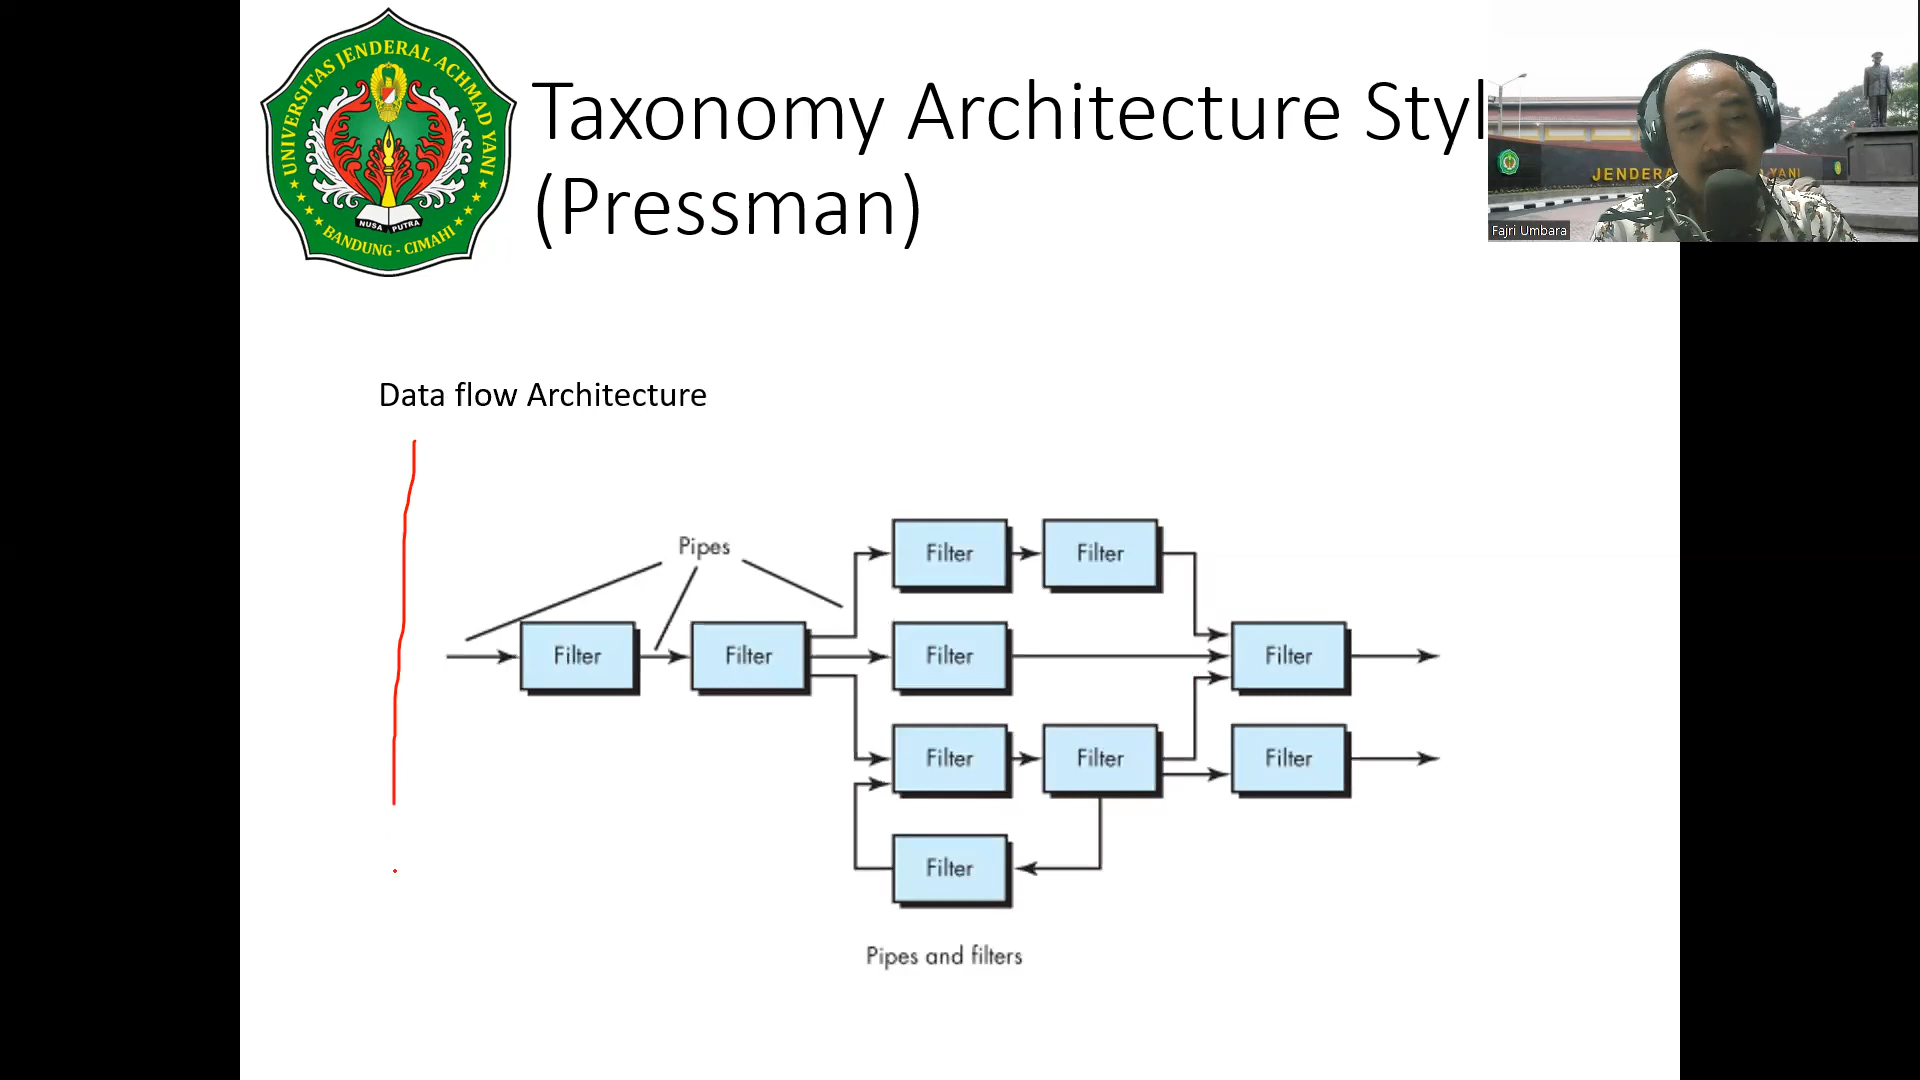 UNIVERSITAS JENDERAL ACHMAD YANI
NUSA PUTRA
BANDUNG - CIMAHI
Taxonomy Architecture Styl
(Pressman)
JENDERA
YANI
Fajri Umbara
Data flow Architecture
Pipes
Filter
Filter
Filter
Filter
Filter
Filter
Filter
Filter
Filter
Filter
Filter
Pipes and filters